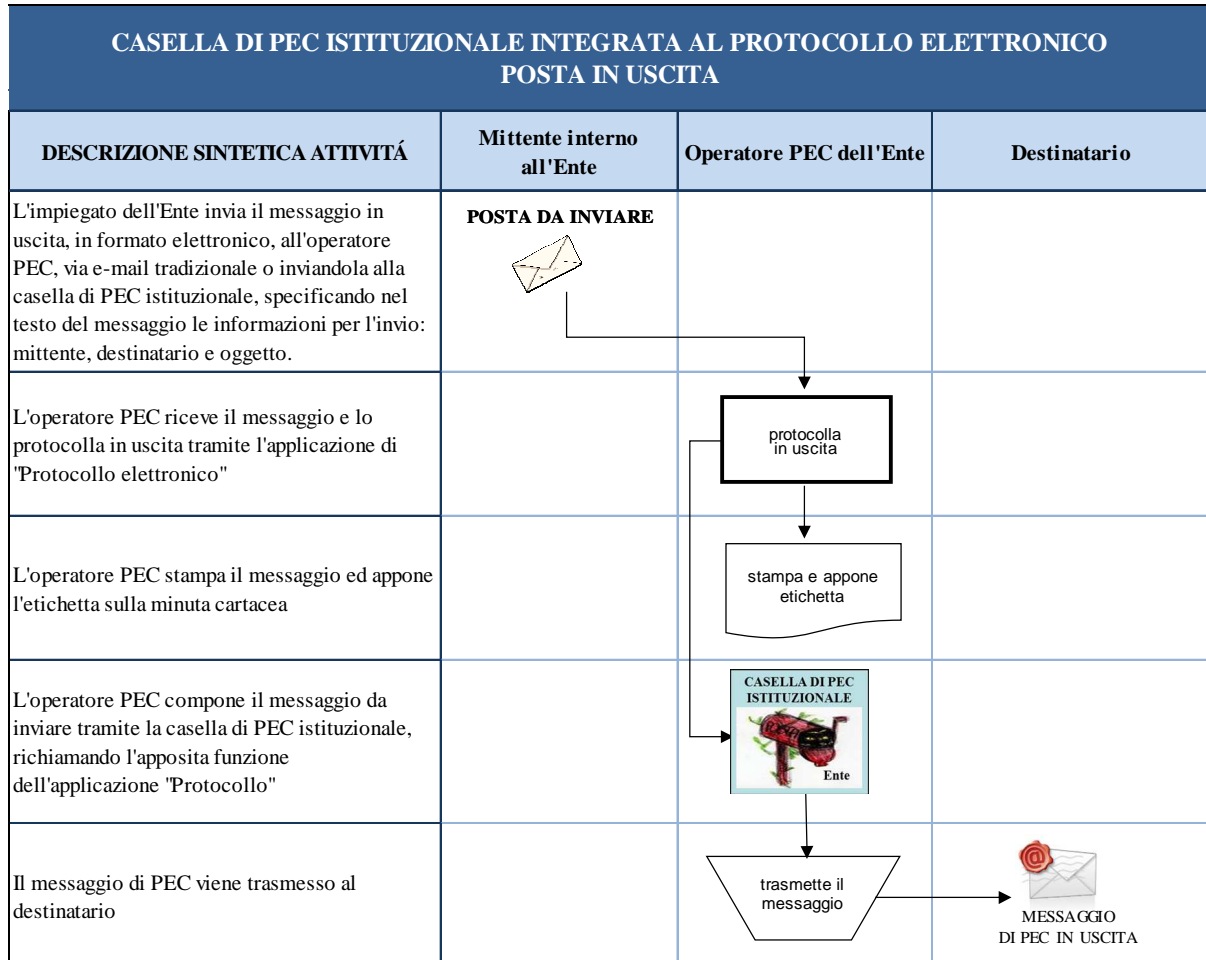 CASELLA DI PEC ISTITUZIONALE INTEGRATA AL PROTOCOLLO ELETTRONICO
POSTA IN USCITA
DESCRIZIONE SINTETICA ATTIVITÁ
Mittente interno
all'Ente
Operatore PEC dell'Ente
Destinatario
L'impiegato dell'Ente invia il messaggio in
uscita, in formato elettronico, all'operatore
PEC, via e-mail tradizionale o inviandola alla
casella di PEC istituzionale, specificando nel
testo del messaggio le informazioni per l'invio:
mittente, destinatario e oggetto.
POSTA DA INVIARE
L'operatore PEC riceve il messaggio e lo
protocolla in uscita tramite l'applicazione di
"Protocollo elettronico"
protocolla
in uscita
L'operatore PEC stampa il messaggio ed appone
l'etichetta sulla minuta cartacea
stampa e appone
etichetta
L'operatore PEC compone il messaggio da
inviare tramite la casella di PEC istituzionale,
richiamando l'apposita funzione
dell'applicazione "Protocollo"
CASELLA DI PEC
ISTITUZIONALE
Ente
Il messaggio di PEC viene trasmesso al
destinatario
trasmette il
messaggio
@
MESSAGGIO
DI PEC IN USCITA